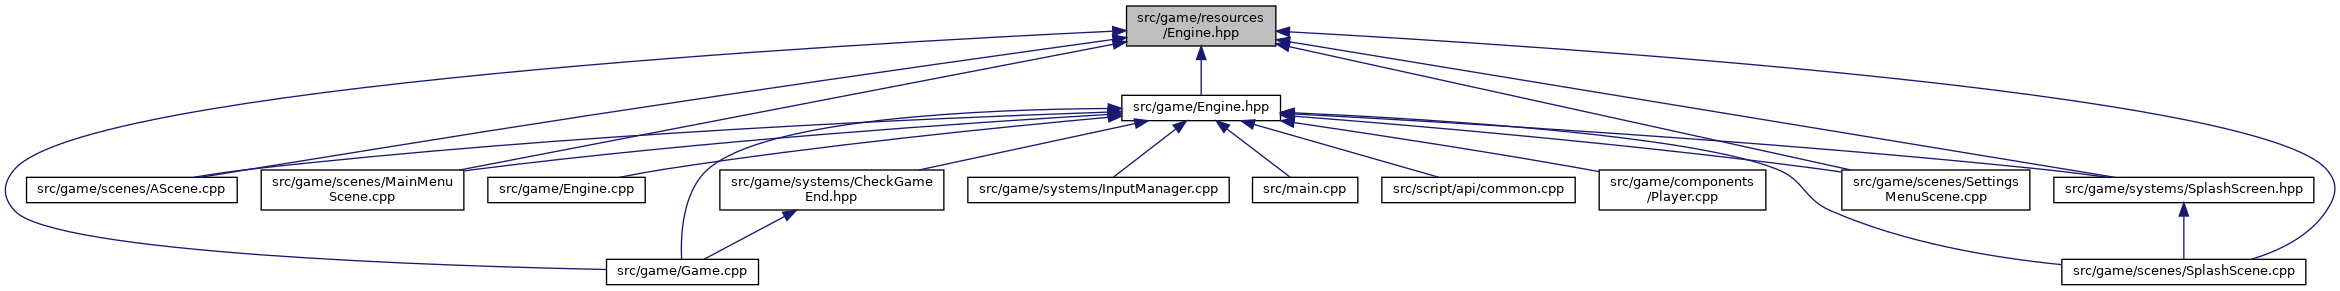 src/game/resources
/Engine.hpp
src/game/Engine.hpp
src/game/scenes/AScene.cpp
src/game/scenes/MainMenu
Scene.cpp
src/game/Engine.cpp
src/game/systems/CheckGame
End.hpp
src/game/systems/InputManager.cpp
src/main.cpp
src/script/api/common.cpp
src/game/components
/Player.cpp
src/game/scenes/Settings
MenuScene.cpp
src/game/systems/SplashScreen.hpp
src/game/Game.cpp
src/game/scenes/SplashScene.cpp